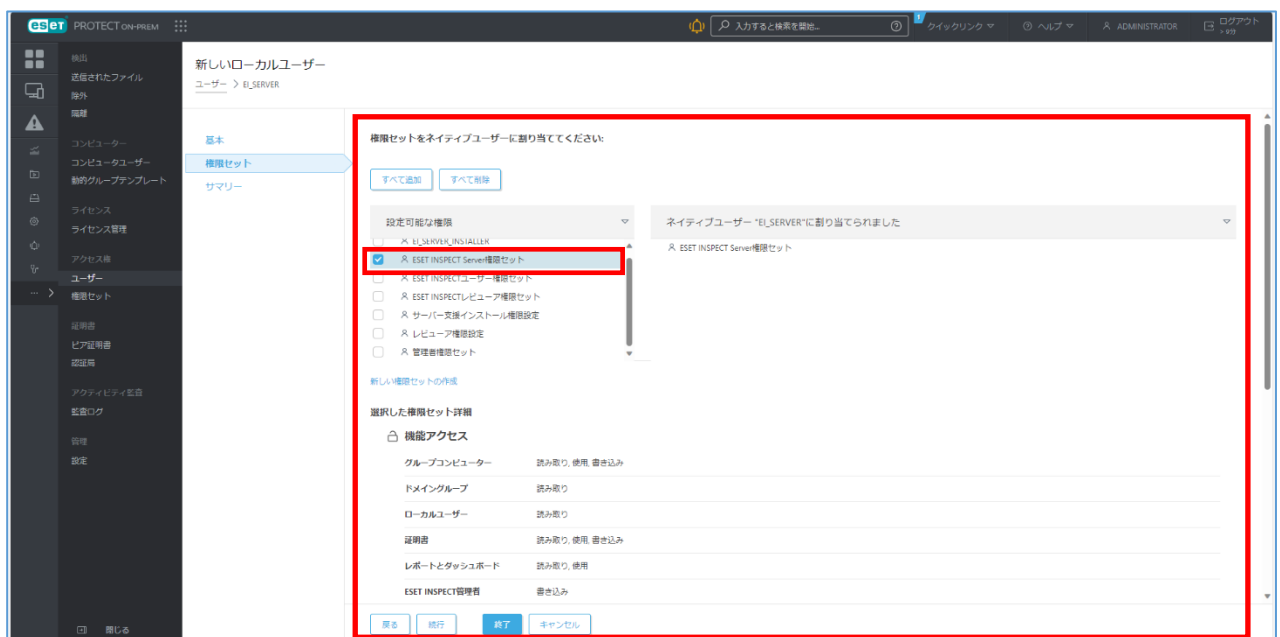 eset PROTECT ON-PREM
入力すると検索を開始...
1
クイックリンク
ヘルプ
ADMINISTRATOR
ログアウト
> 9分
検出
送信されたファイル
除外
隔離
コンピューター
コンピュータユーザー
動的グループテンプレート
ライセンス
ライセンス管理
アクセス権
ユーザー
権限セット
証明書
ピア証明書
認証局
アクティビティ監査
監査ログ
管理
設定
閉じる
新しいローカルユーザー
ユーザー > EI_SERVER
基本
権限セット
サマリー
権限セットをネイティブユーザーに割り当ててください:
すべて追加 すべて削除
設定可能な権限
EI_SERVER_INSTALLER
ESET INSPECT Server権限セット
ESET INSPECTユーザー権限セット
ESET INSPECTレビューア権限セット
サーバー支援インストール権限設定
レビューア権限設定
管理者権限セット
ネイティブユーザー "EI_SERVER"に割り当てられました
ESET INSPECT Server権限セット
新しい権限セットの作成
選択した権限セット詳細
機能アクセス
グループコンピューター 読み取り, 使用, 書き込み
ドメイングループ 読み取り
ローカルユーザー 読み取り
証明書 読み取り, 使用, 書き込み
レポートとダッシュボード 読み取り, 使用
ESET INSPECT管理者 書き込み
戻る 続行 終了 キャンセル